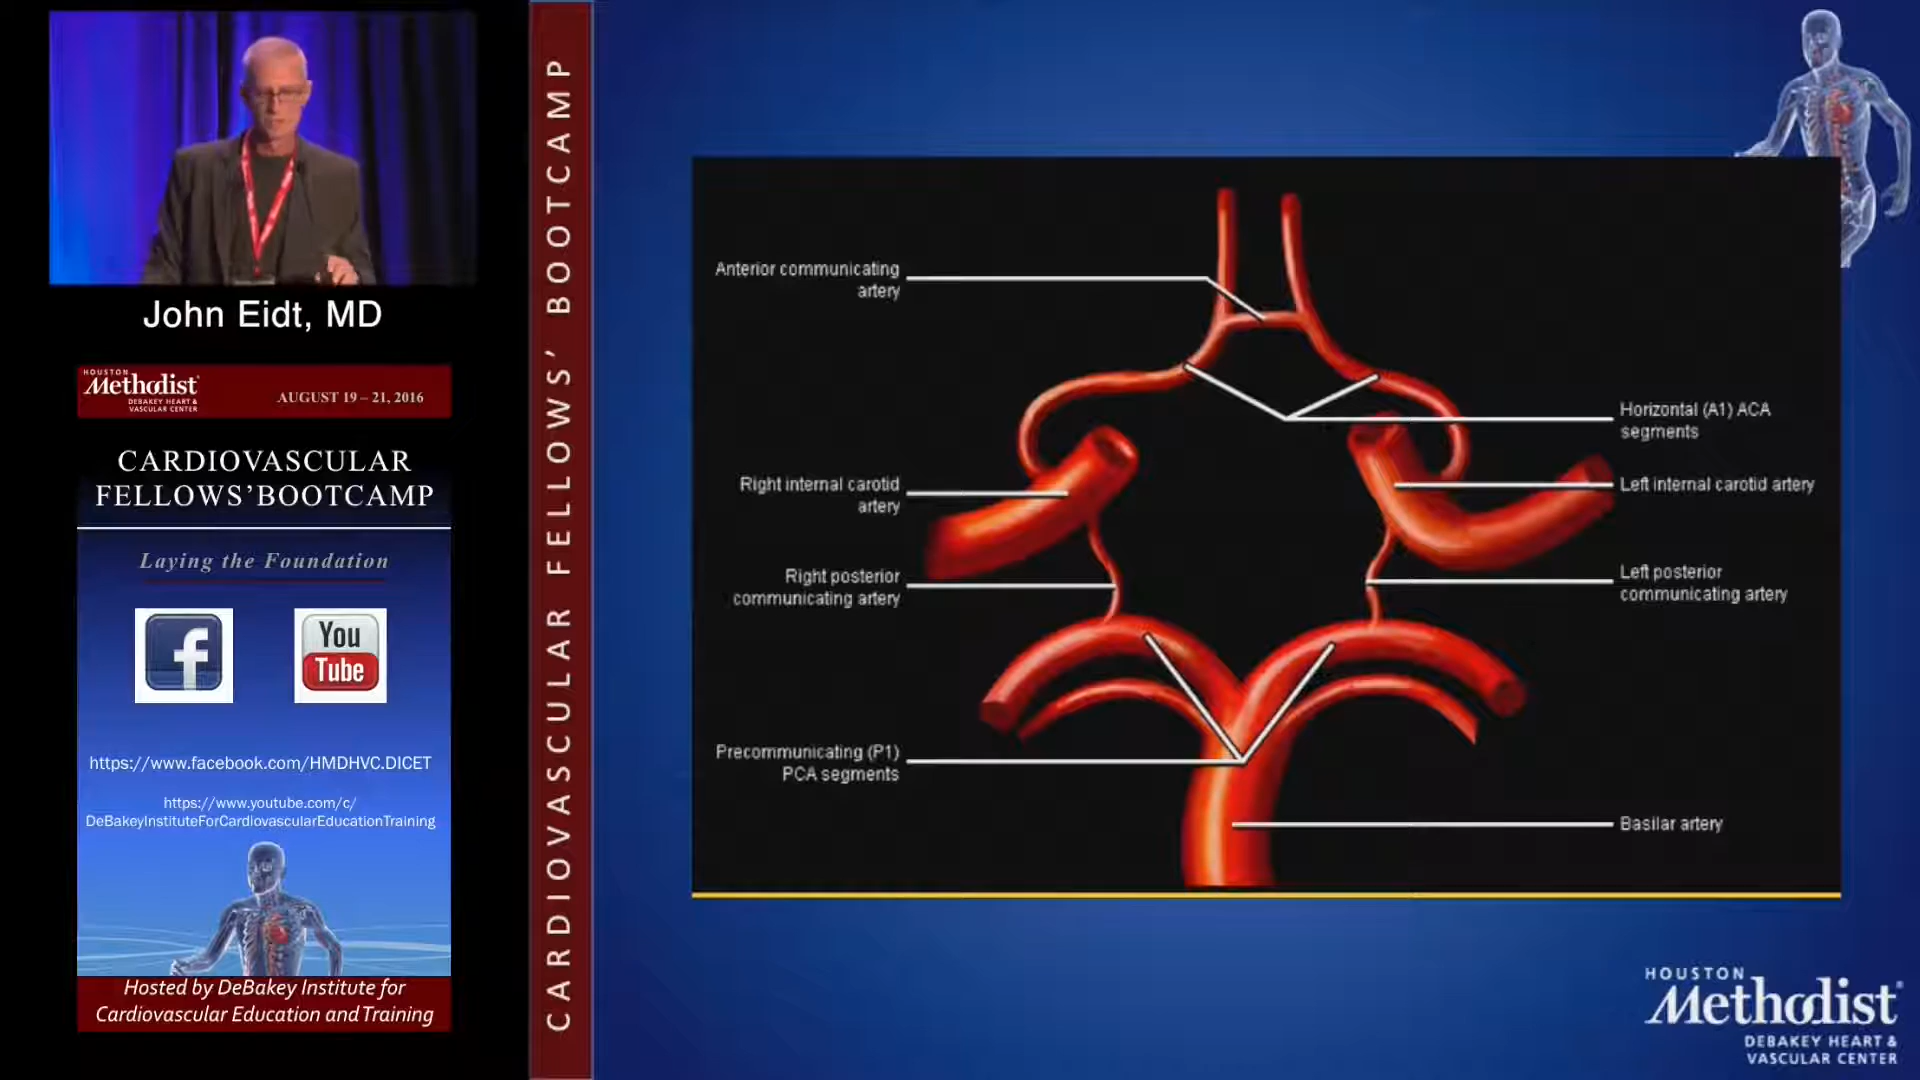 John Eidt, MD
HOUSTON
Methodist
DEBAKEY HEART &
VASCULAR CENTER
AUGUST 19 – 21, 2016
CARDIOVASCULAR
FELLOWS’BOOTCAMP
Laying the Foundation
f
You
Tube
https://www.facebook.com/HMDHVC.DICET
https://www.youtube.com/c/
DeBakeyInstituteForCardiovascularEducationTraining
Hosted by DeBakey Institute for
Cardiovascular Education and Training
CARDIOVASCULAR FELLOWS’ BOOTCAMP
Anterior communicating
artery
Horizontal (A1) ACA
segments
Right internal carotid
artery
Left internal carotid artery
Right posterior
communicating artery
Left posterior
communicating artery
Precommunicating (P1)
PCA segments
Basilar artery
HOUSTON
Methodist
DEBAKEY HEART &
VASCULAR CENTER